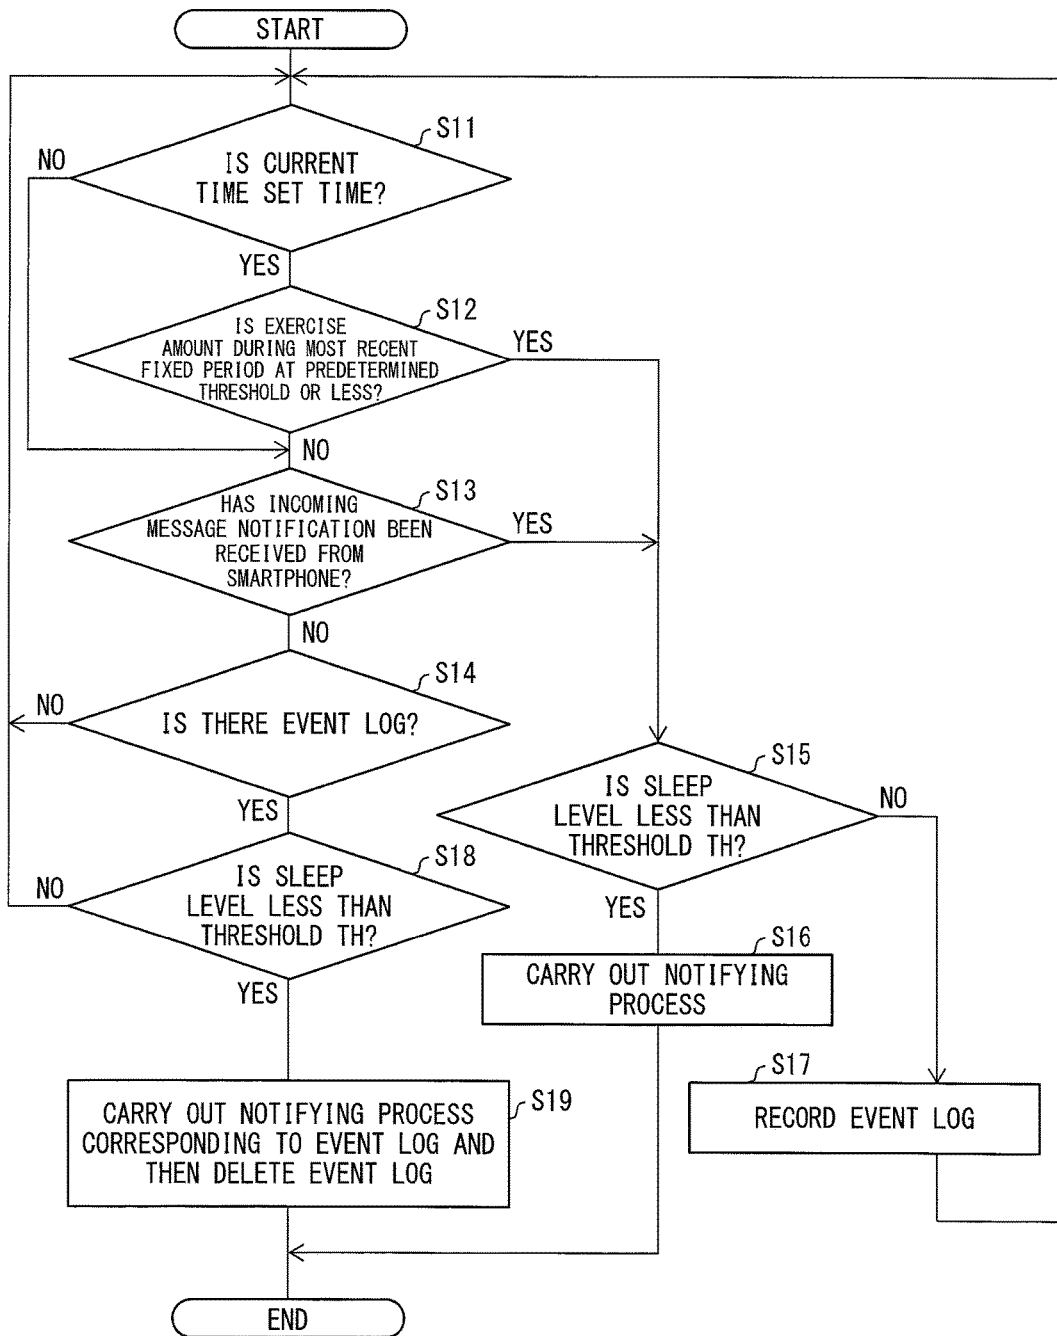 START
S11
NO
IS CURRENT
TIME SET TIME?
YES
S12
IS EXERCISE
AMOUNT DURING MOST RECENT
FIXED PERIOD AT PREDETERMINED
THRESHOLD OR LESS?
YES
NO
S13
HAS INCOMING
MESSAGE NOTIFICATION BEEN
RECEIVED FROM
SMARTPHONE?
YES
NO
S14
NO
IS THERE EVENT LOG?
YES
S15
IS SLEEP
LEVEL LESS THAN
THRESHOLD TH?
NO
YES
S18
NO
IS SLEEP
LEVEL LESS THAN
THRESHOLD TH?
YES
S16
CARRY OUT NOTIFYING
PROCESS
S17
RECORD EVENT LOG
S19
CARRY OUT NOTIFYING PROCESS
CORRESPONDING TO EVENT LOG AND
THEN DELETE EVENT LOG
END